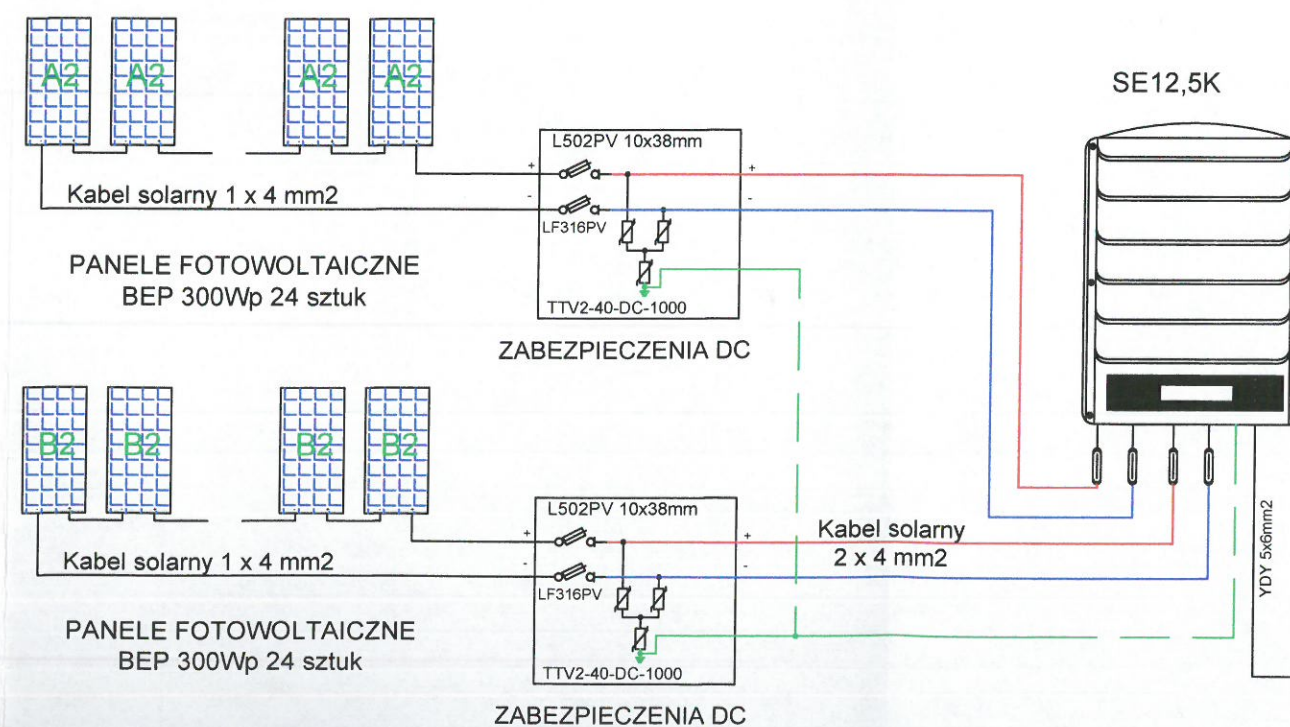 A2 A2 A2 A2
SE12,5K
L502PV 10x38mm
+ +
Kabel solarny 1 x 4 mm2
- -
LF316PV
PANELE FOTOWOLTAICZNE
BEP 300Wp 24 sztuk
TTV2-40-DC-1000
ZABEZPIECZENIA DC
B2 B2 B2 B2
L502PV 10x38mm
+ +
Kabel solarny
2 x 4 mm2
Kabel solarny 1 x 4 mm2
- -
LF316PV
YDY 5x6mm2
PANELE FOTOWOLTAICZNE
BEP 300Wp 24 sztuk
TTV2-40-DC-1000
ZABEZPIECZENIA DC